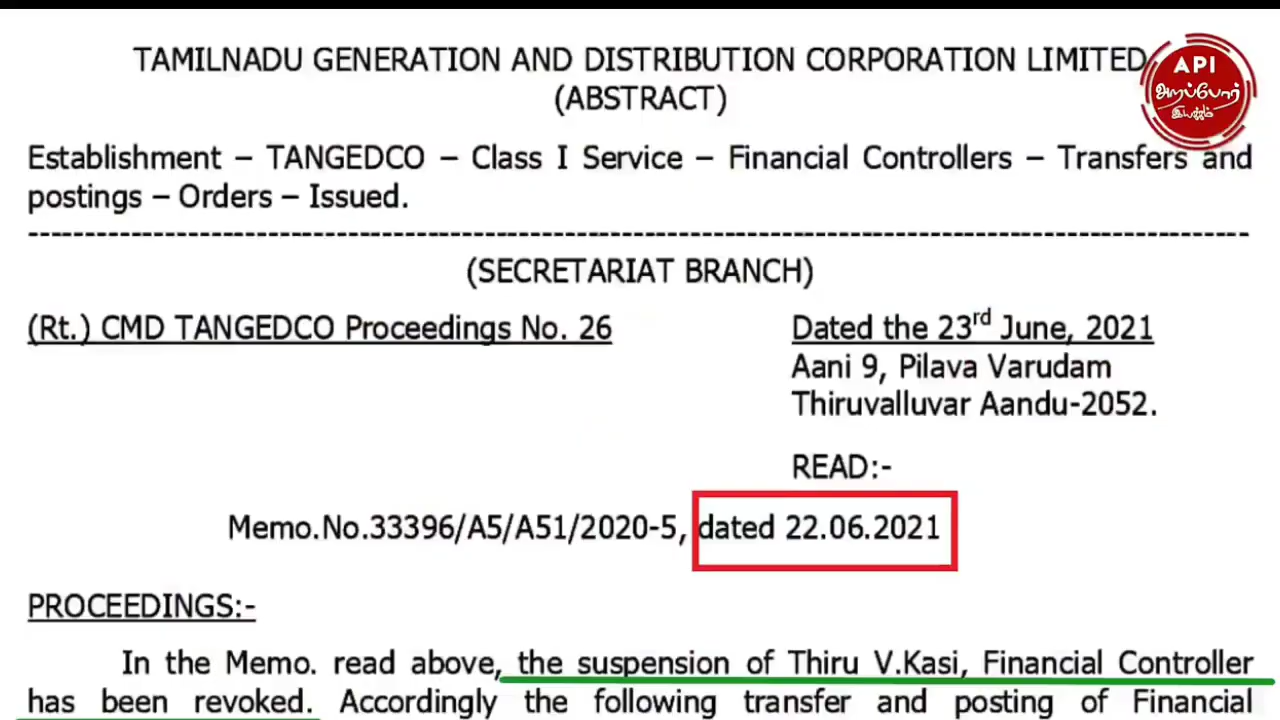 TAMILNADU GENERATION AND DISTRIBUTION CORPORATION LIMITED
(ABSTRACT)
API
அறப்போர்
இயக்கம்
Establishment – TANGEDCO – Class I Service – Financial Controllers – Transfers and
postings – Orders – Issued.
(SECRETARIAT BRANCH)
(Rt.) CMD TANGEDCO Proceedings No. 26
Dated the 23rd June, 2021
Aani 9, Pilava Varudam
Thiruvalluvar Aandu-2052.
READ:-
Memo.No.33396/A5/A51/2020-5, dated 22.06.2021
PROCEEDINGS:-
In the Memo. read above, the suspension of Thiru V.Kasi, Financial Controller
has been revoked. Accordingly the following transfer and posting of Financial